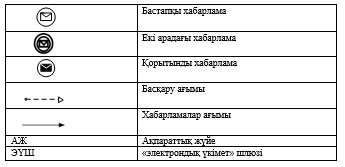 Бастапқы хабарлама
Екі арадағы хабарлама
Қорытынды хабарлама
Басқару ағымы
Хабарламалар ағымы
АЖ Ақпараттық жүйе
ЭҮШ «электрондық үкімет» шлюзі